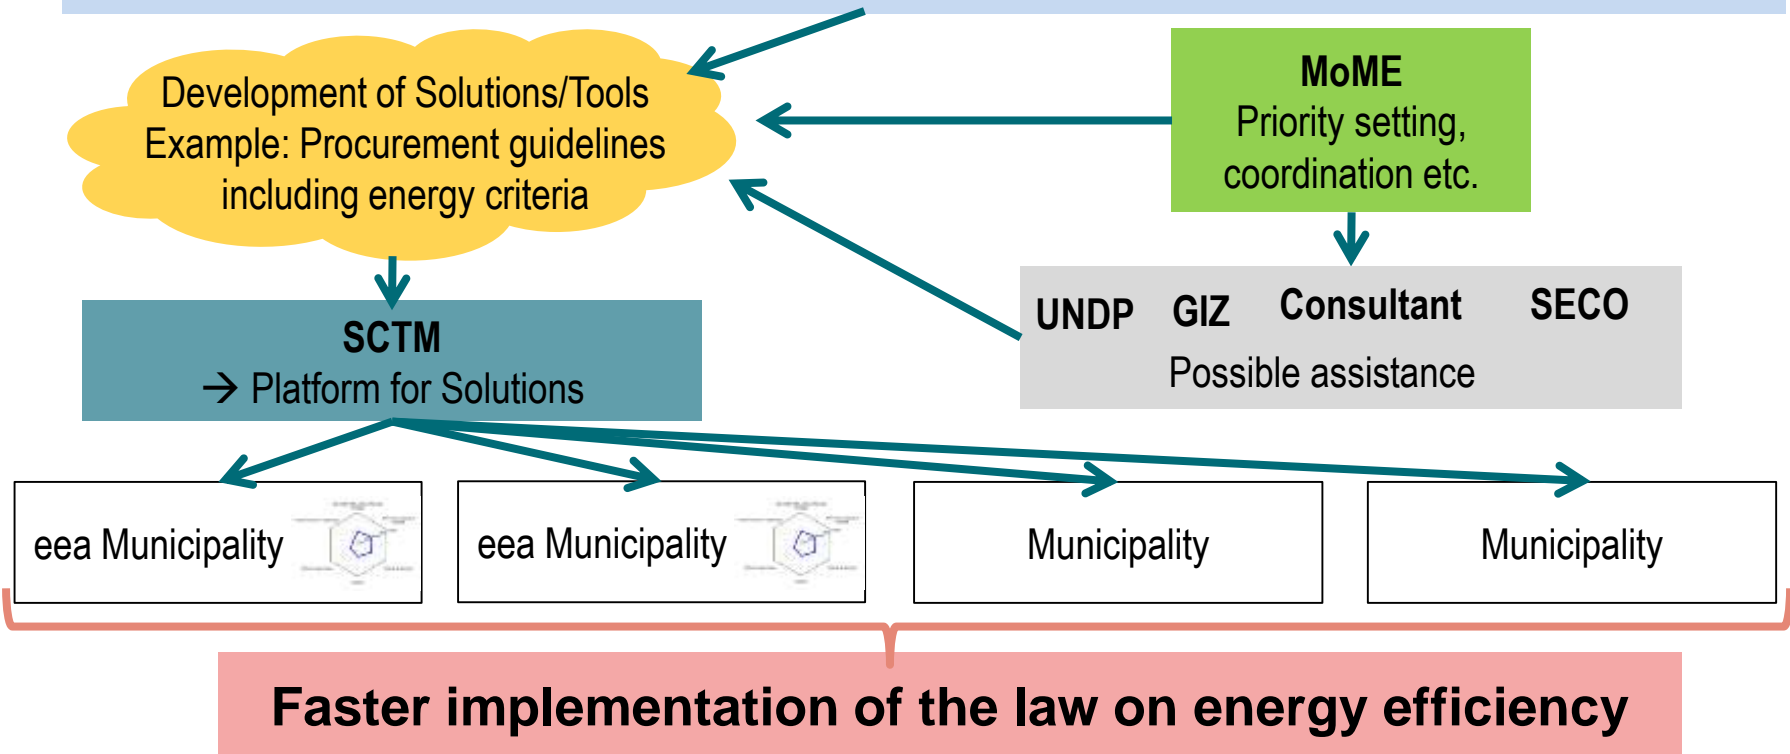 Development of Solutions/Tools
Example: Procurement guidelines
including energy criteria
MoME
Priority setting,
coordination etc.
SCTM
→ Platform for Solutions
UNDP GIZ Consultant SECO
Possible assistance
eea Municipality
eea Municipality
Municipality
Municipality
Faster implementation of the law on energy efficiency